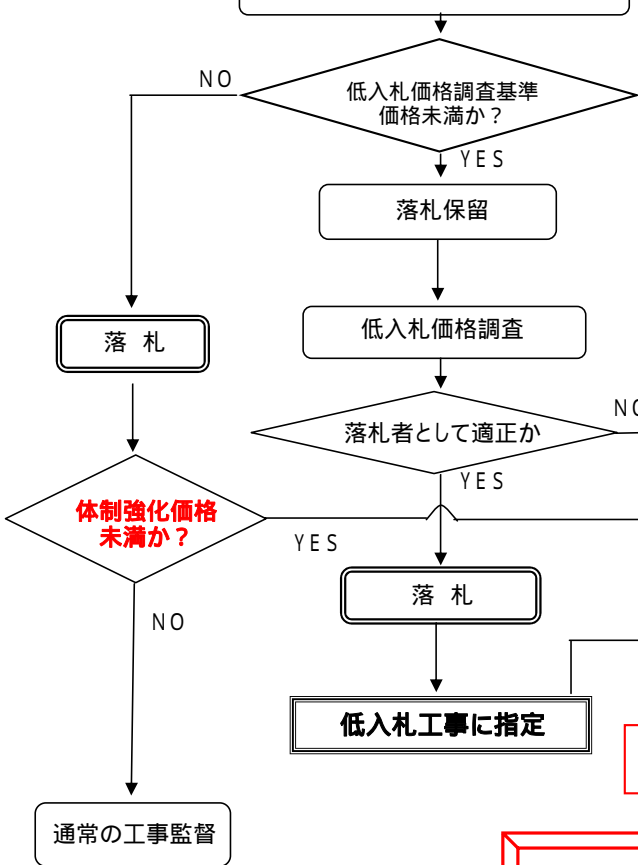 NO
低入札価格調査基準
価格未満か？
YES
落札保留
低入札価格調査
落 札
落札者として適正か
NO
YES
体制強化価格
未満か？
YES
落 札
NO
低入札工事に指定
通常の工事監督